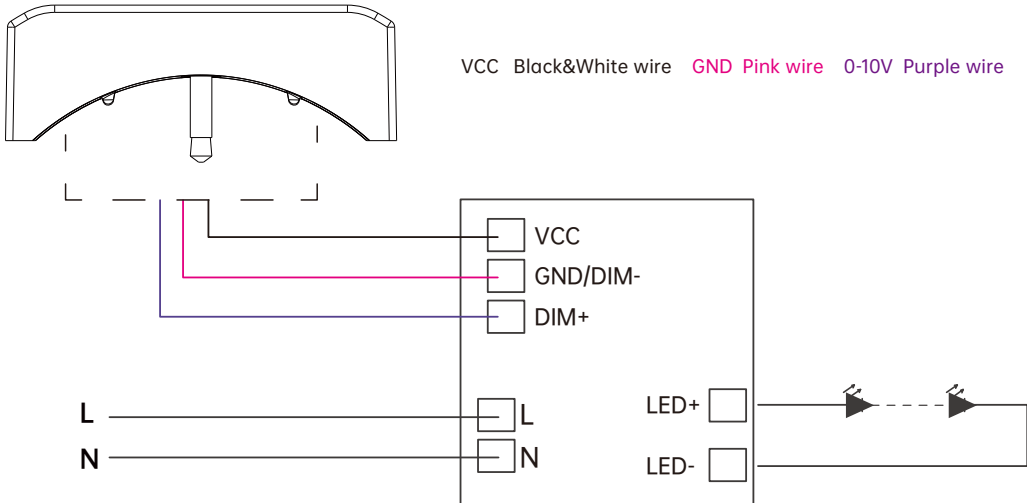 VCC Black&White wire GND Pink wire 0-10V Purple wire
VCC
GND/DIM-
DIM+
L
L
N
N
LED+
LED-